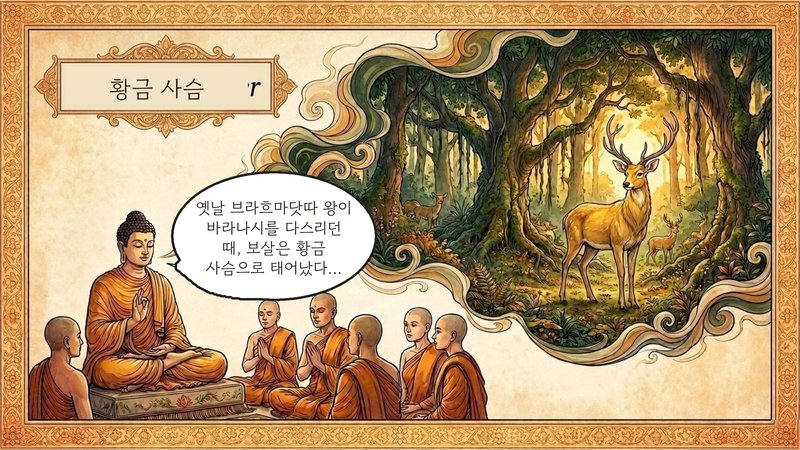 황금 사슴 'r
옛날 브라흐마닷따 왕이
바라나시를 다스리던
때, 보살은 황금
사슴으로 태어났다...